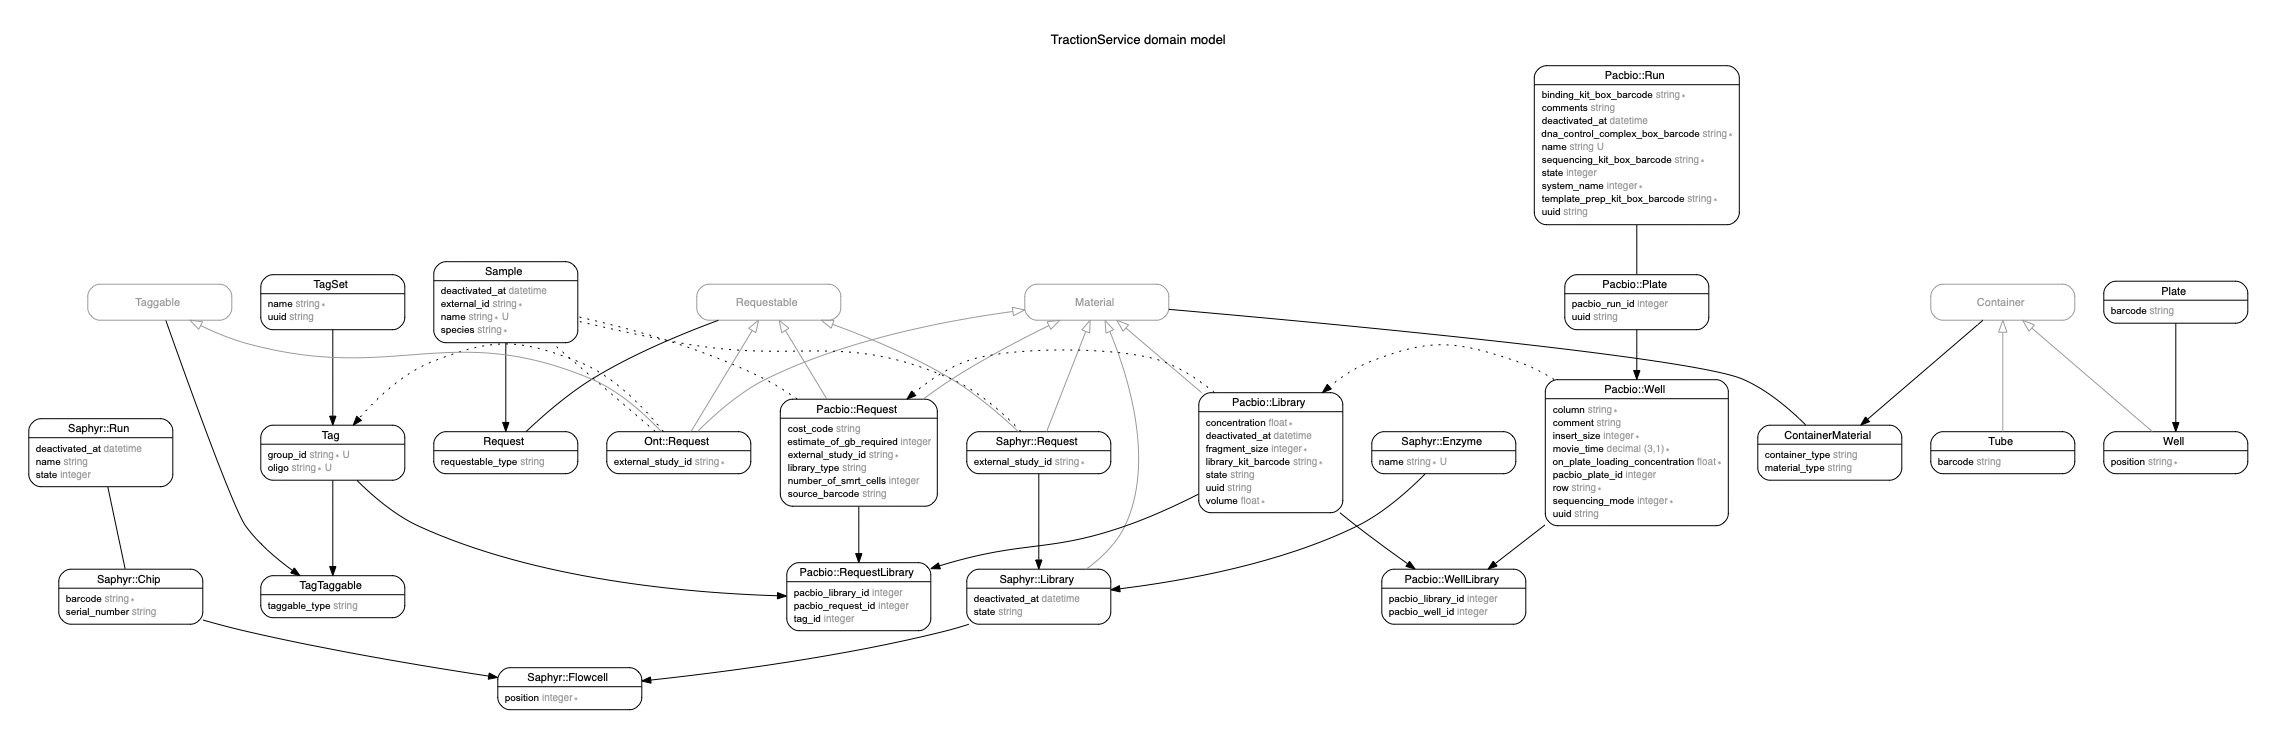 TractionService domain model
Pacbio::Run
binding_kit_box_barcode string *
comments string
deactivated_at datetime
dna_control_complex_box_barcode string *
name string U
sequencing_kit_box_barcode string *
state integer
system_name integer *
template_prep_kit_box_barcode string *
uuid string
Taggable
TagSet
name string *
uuid string
Sample
deactivated_at datetime
external_id string *
name string * U
species string *
Requestable
Material
Pacbio::Plate
pacbio_run_id integer
uuid string
Container
Plate
barcode string
Saphyr::Run
deactivated_at datetime
name string
state integer
Tag
group_id string * U
oligo string * U
Request
requestable_type string
Ont::Request
external_study_id string *
Pacbio::Request
cost_code string
estimate_of_gb_required integer
external_study_id string *
library_type string
number_of_smrt_cells integer
source_barcode string
Saphyr::Request
external_study_id string *
Pacbio::Library
concentration float *
deactivated_at datetime
fragment_size integer *
library_kit_barcode string *
state string
uuid string
volume float *
Saphyr::Enzyme
name string * U
Pacbio::Well
column string *
comment string
insert_size integer *
movie_time decimal (3,1) *
on_plate_loading_concentration float *
pacbio_plate_id integer
row string *
sequencing_mode integer *
uuid string
ContainerMaterial
container_type string
material_type string
Tube
barcode string
Well
position string *
Saphyr::Chip
barcode string *
serial_number string
TagTaggable
taggable_type string
Pacbio::RequestLibrary
pacbio_library_id integer
pacbio_request_id integer
tag_id integer
Saphyr::Library
deactivated_at datetime
state string
Pacbio::WellLibrary
pacbio_library_id integer
pacbio_well_id integer
Saphyr::Flowcell
position integer *